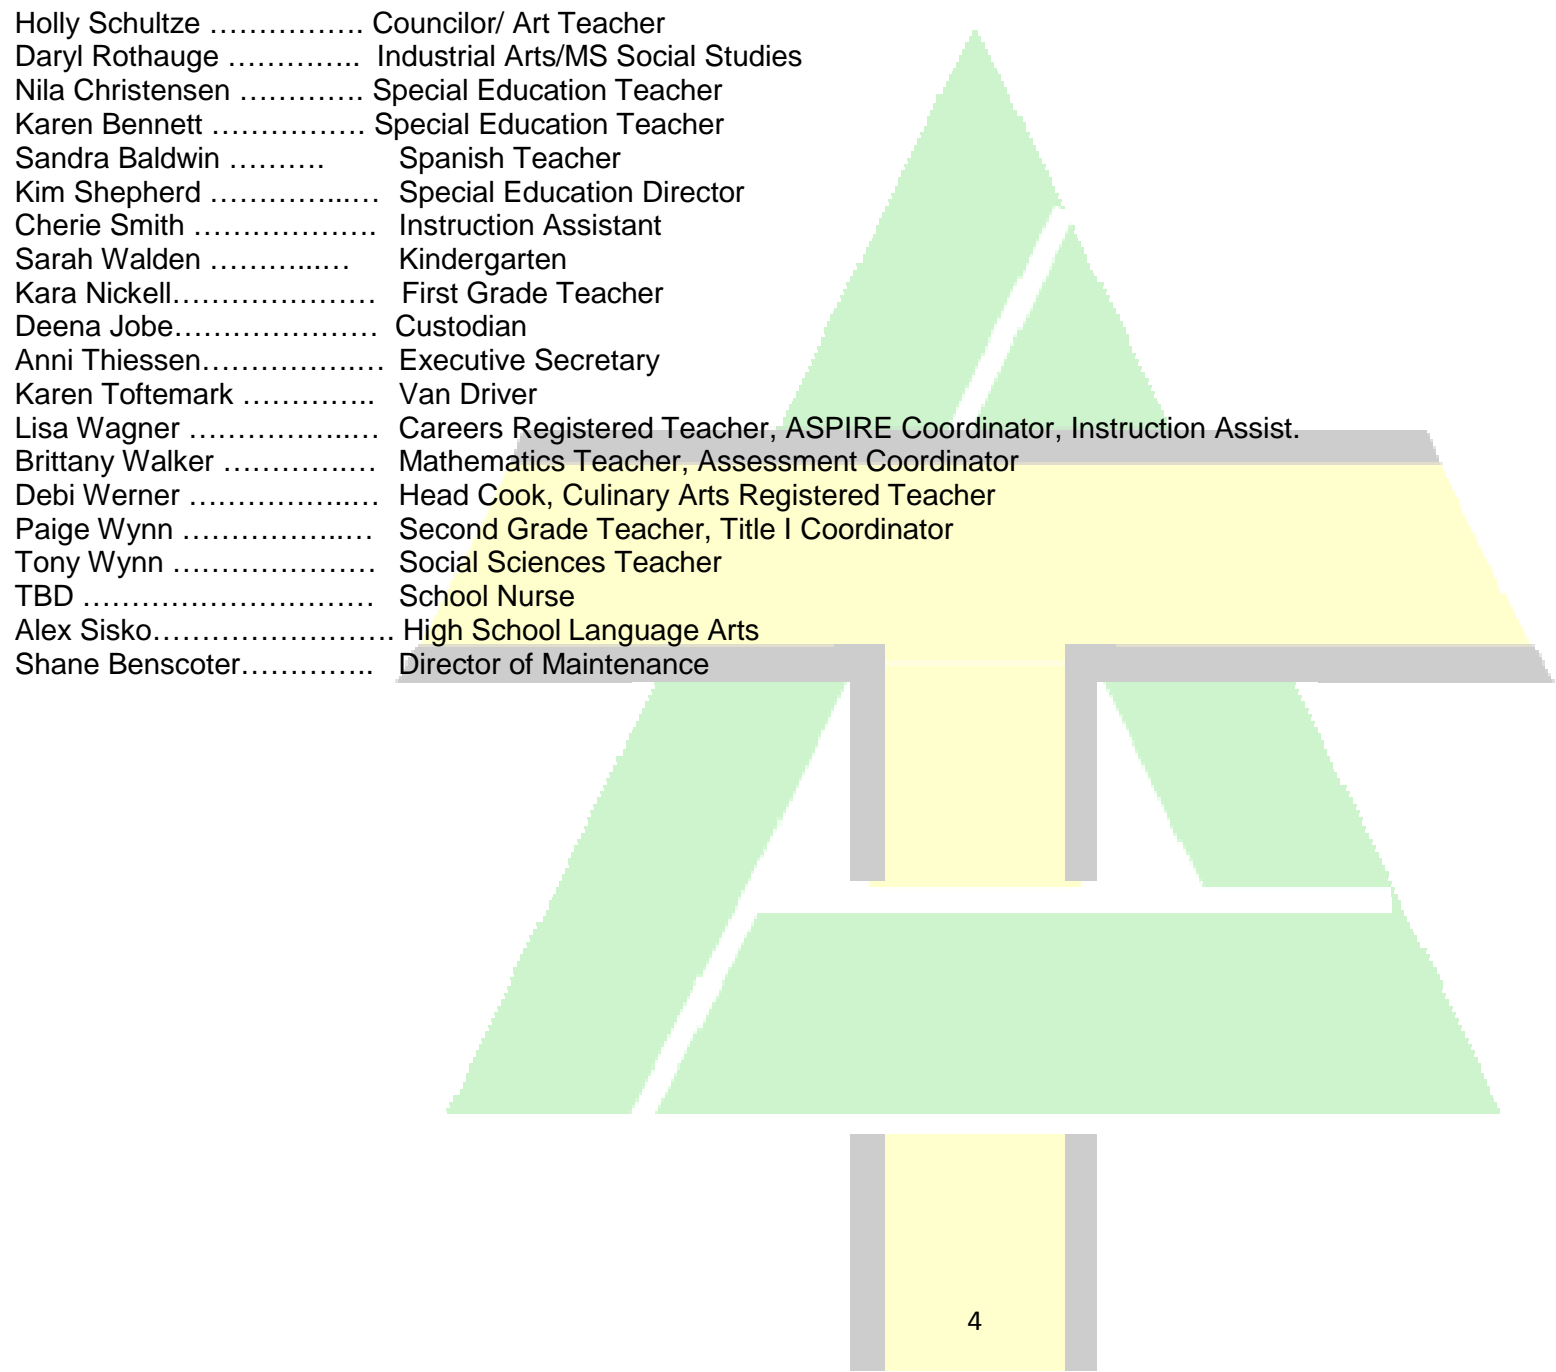 Holly Schultze ……………. Councilor/ Art Teacher
Daryl Rothauge ………….. Industrial Arts/MS Social Studies
Nila Christensen …………. Special Education Teacher
Karen Bennett ……………. Special Education Teacher
Sandra Baldwin ………. Spanish Teacher
Kim Shepherd …………...… Special Education Director
Cherie Smith ………………. Instruction Assistant
Sarah Walden ………...… Kindergarten
Kara Nickell………………… First Grade Teacher
Deena Jobe………………… Custodian
Anni Thiessen…………….… Executive Secretary
Karen Toftemark ………….. Van Driver
Lisa Wagner ……………..… Careers Registered Teacher, ASPIRE Coordinator, Instruction Assist.
Brittany Walker ………….… Mathematics Teacher, Assessment Coordinator
Debi Werner ……………..… Head Cook, Culinary Arts Registered Teacher
Paige Wynn ……………..… Second Grade Teacher, Title I Coordinator
Tony Wynn ………………… Social Sciences Teacher
TBD ………………………… School Nurse
Alex Sisko……………………. High School Language Arts
Shane Benscoter………….. Director of Maintenance
4